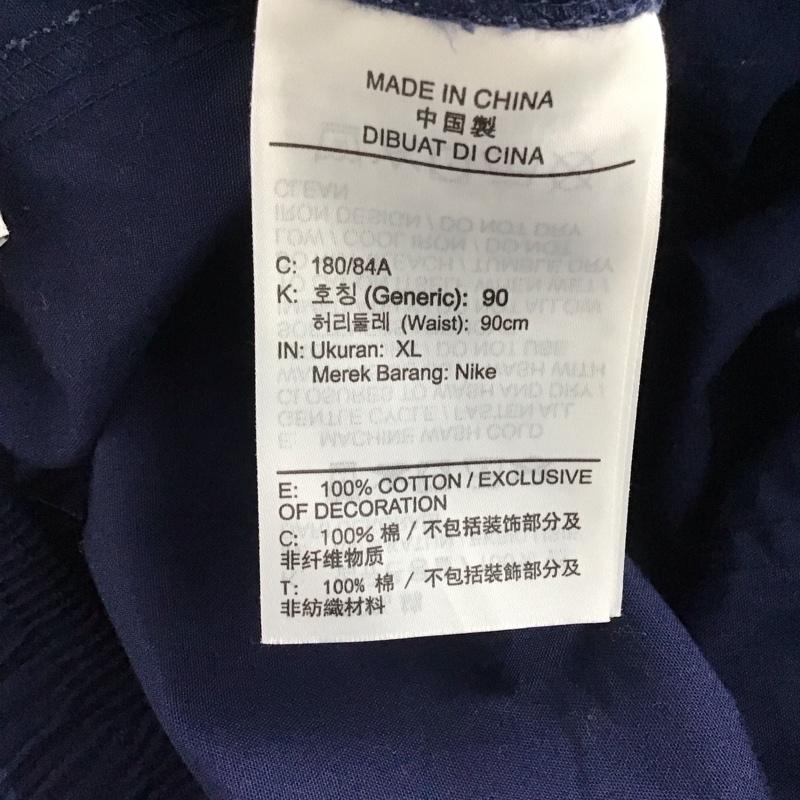 MADE IN CHINA
中国製
DIBUAT DI CINA
C: 180/84A
K: 호칭 (Generic): 90
허리둘레 (Waist): 90cm
IN: Ukuran: XL
Merek Barang: Nike
E: 100% COTTON / EXCLUSIVE
OF DECORATION
C: 100% 棉 / 不包括装饰部分及
非纤维物质
T: 100% 棉 / 不包括裝飾部分及
非紡織材料